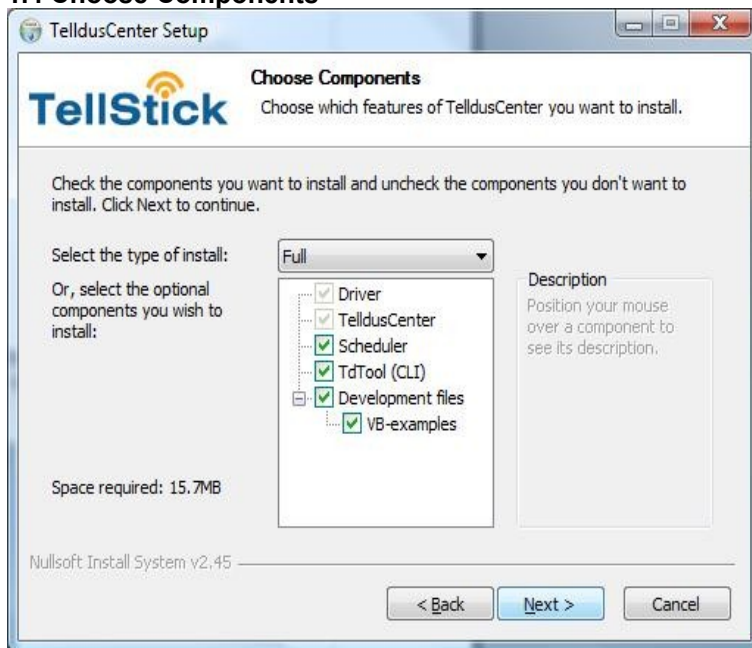 Choose Components
TelldusCenter Setup
TellStick
Choose Components
Choose which features of TelldusCenter you want to install.
Check the components you want to install and uncheck the components you don't want to
install. Click Next to continue.
Select the type of install:
Full
Or, select the optional
components you wish to
install:
Driver
TelldusCenter
Scheduler
TdTool (CLI)
Development files
VB-examples
Description
Position your mouse
over a component to
see its description.
Space required: 15.7MB
Nullsoft Install System v2.45
< Back
Next >
Cancel